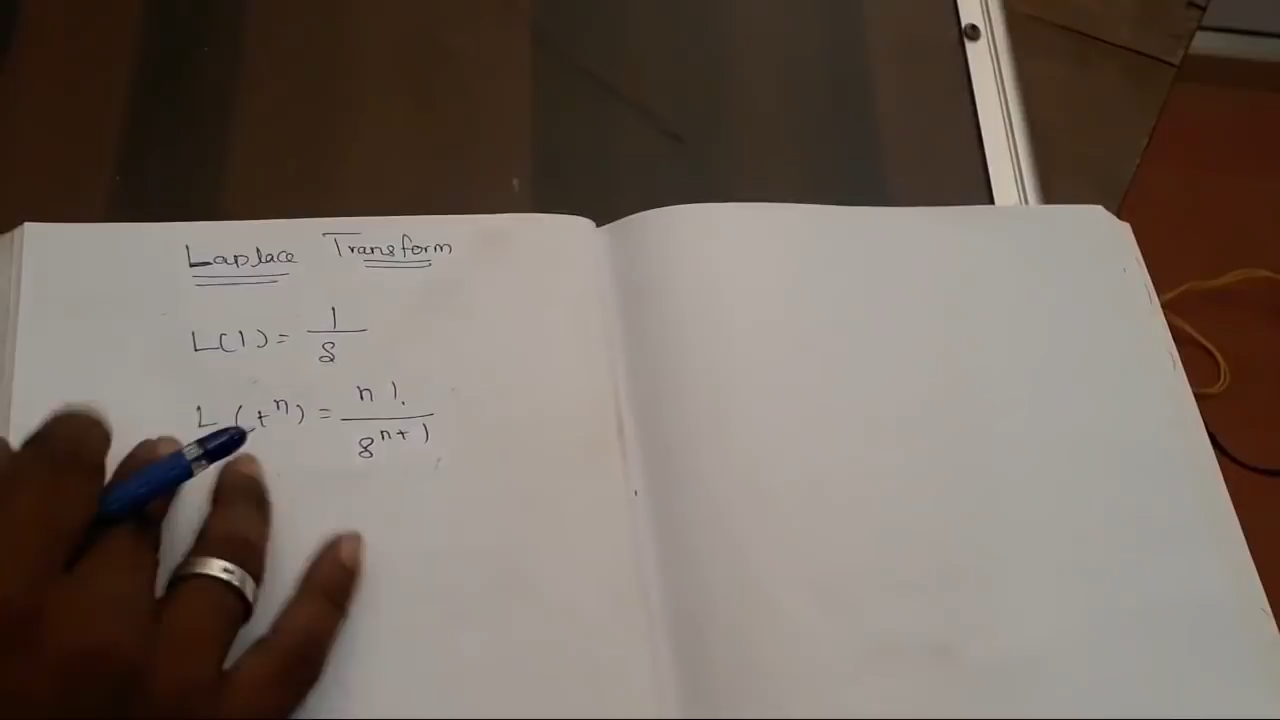 Laplace Transform
L(1) = 1/s
L(t^n) = n!/s^{n+1}